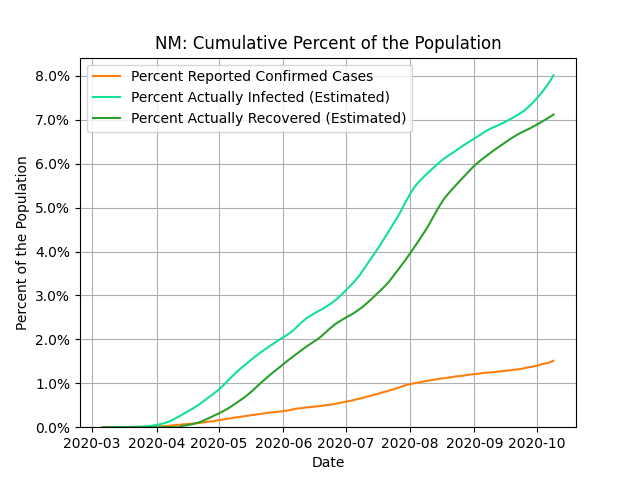 NM: Cumulative Percent of the Population
Percent Reported Confirmed Cases
Percent Actually Infected (Estimated)
Percent Actually Recovered (Estimated)
8.0%
7.0%
6.0%
5.0%
4.0%
3.0%
2.0%
1.0%
0.0%
Percent of the Population
2020-03 2020-04 2020-05 2020-06 2020-07 2020-08 2020-09 2020-10
Date